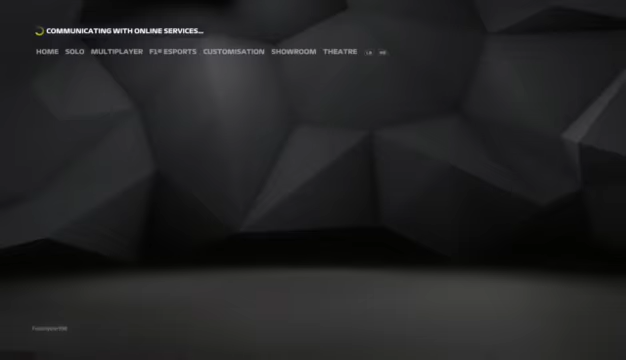 COMMUNICATING WITH ONLINE SERVICES...
HOME SOLO MULTIPLAYER F1® ESPORTS CUSTOMISATION SHOWROOM THEATRE